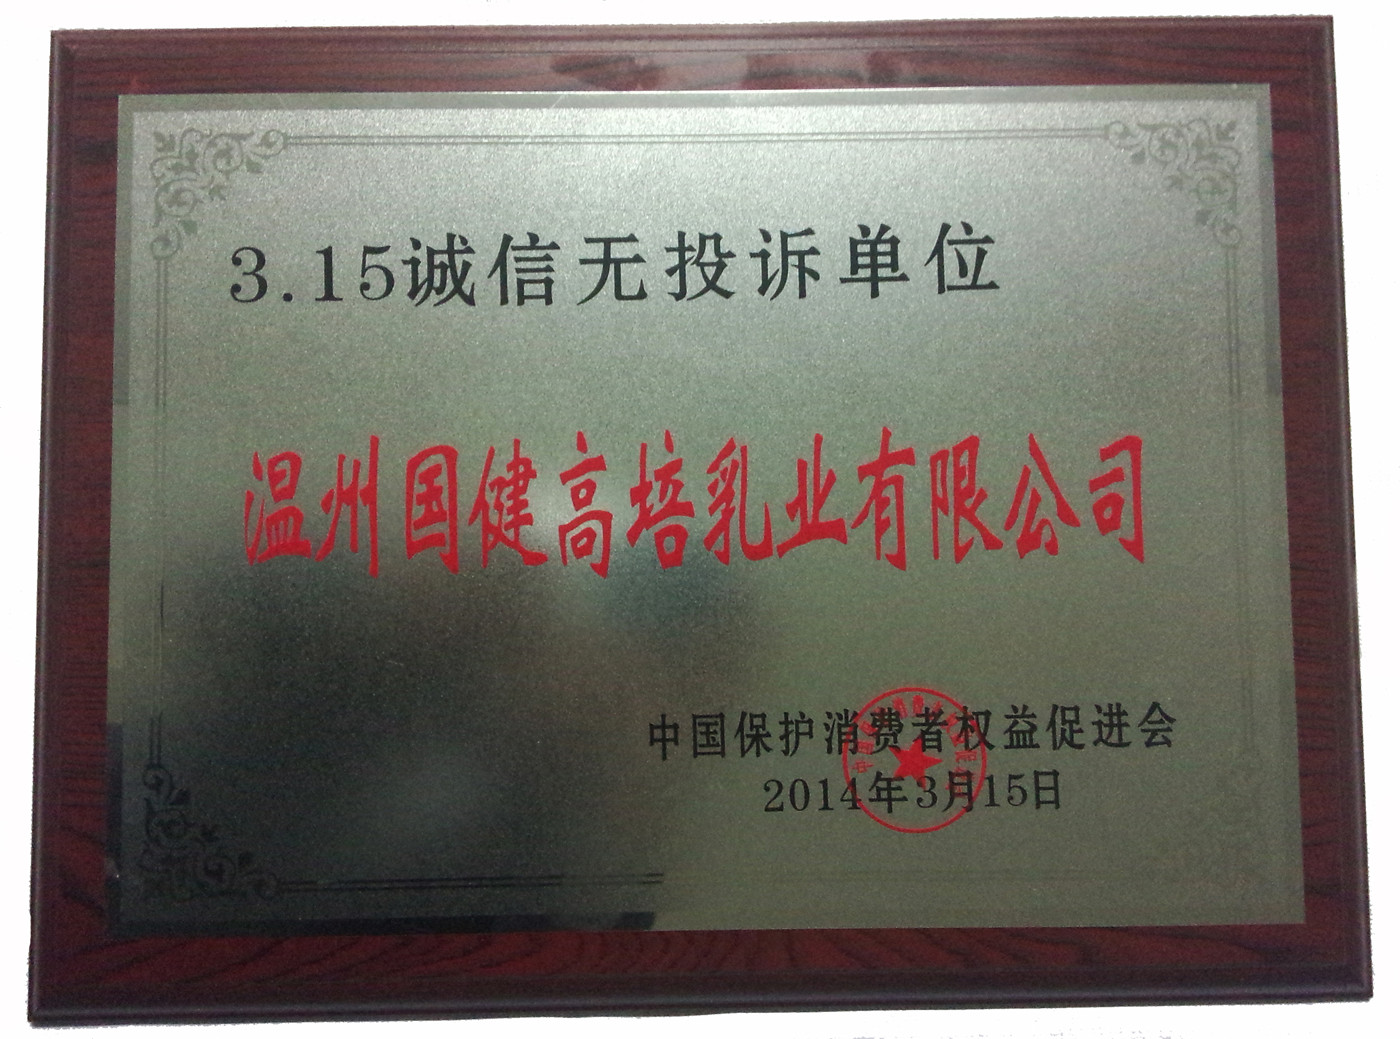 3.15诚信无投诉单位
温州国健高培乳业有限公司
中国保护消费者权益促进会
2014年3月15日